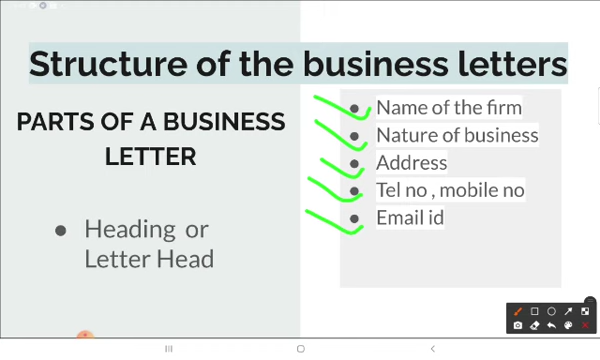 Structure of the business letters
PARTS OF A BUSINESS
LETTER
Heading or
Letter Head
Name of the firm
Nature of business
Address
Tel no , mobile no
Email id